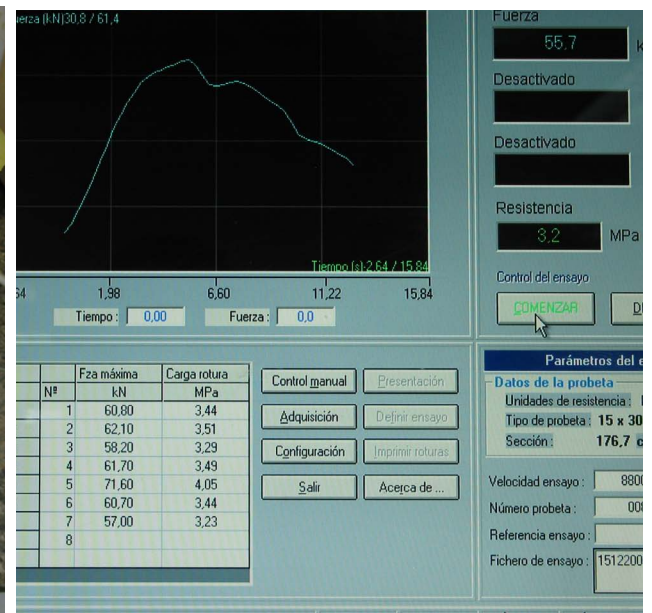 (kN)30,8 / 61,4
Tiempo (s)-2,64 / 15,84
1,98 6,60 11,22 15,84
Tiempo : 0,00 Fuerza : 0,0
Fuerza
55.7
Desactivado
Desactivado
Resistencia
3.2 MPa
Control del ensayo
COMENZAR
Fza máxima Carga rotura
Nº kN MPa
1 60,80 3,44
2 62,10 3,51
3 58,20 3,29
4 61,70 3,49
5 71,60 4,05
6 60,70 3,44
7 57,00 3,23
8
Control manual Presentación
Adquisición Definir ensayo
Configuración Imprimir roturas
Salir Acerca de ...
Parámetros del
Datos de la probeta
Unidades de resistencia :
Tipo de probeta : 15 x 30
Sección : 176,7
Velocidad ensayo : 8800
Número probeta : 008
Referencia ensayo :
Fichero de ensayo : 1512200